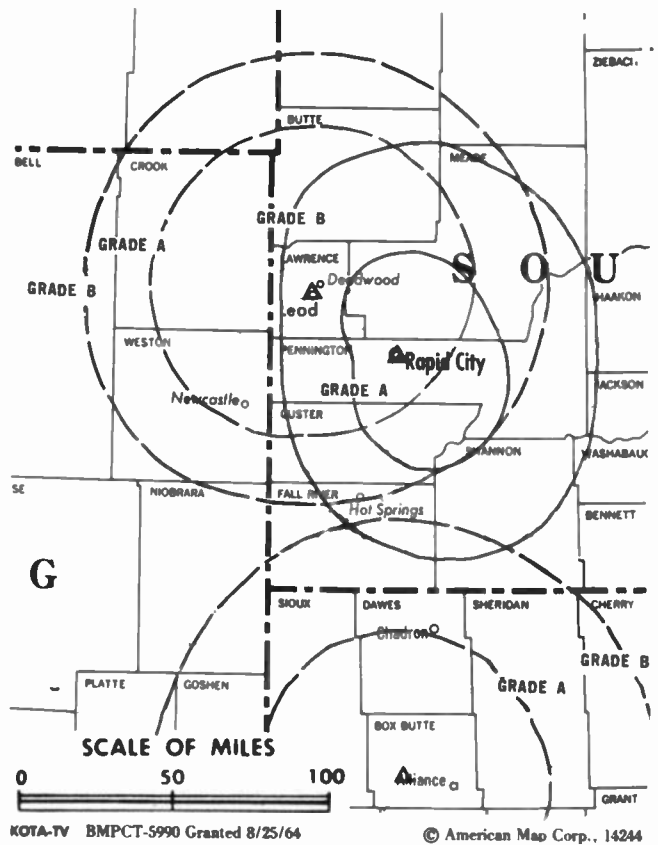 ZIEBACH
BUTTE
BELL
CROOK
MEADE
GRADE B
GRADE A
GRADE B
S O U
LAWRENCE
Deadwood
Lead
HAAKON
WESTON
PENNINGTON
Rapid City
GRADE A
JACKSON
Newcastle
CUSTER
SHANNON
WASHABAUG
SE
NIOBRARA
FALL RIVER
Hot Springs
BENNETT
G
SIOUX
DAWES
SHERIDAN
CHERRY
Chadron
GRADE B
GRADE A
PLATTE
GOSHEN
BOX BUTTE
SCALE OF MILES
0 50 100
Alliance
GRANT
KOTA-TV BMPCT-5990 Granted 8/25/64
© American Map Corp., 14244